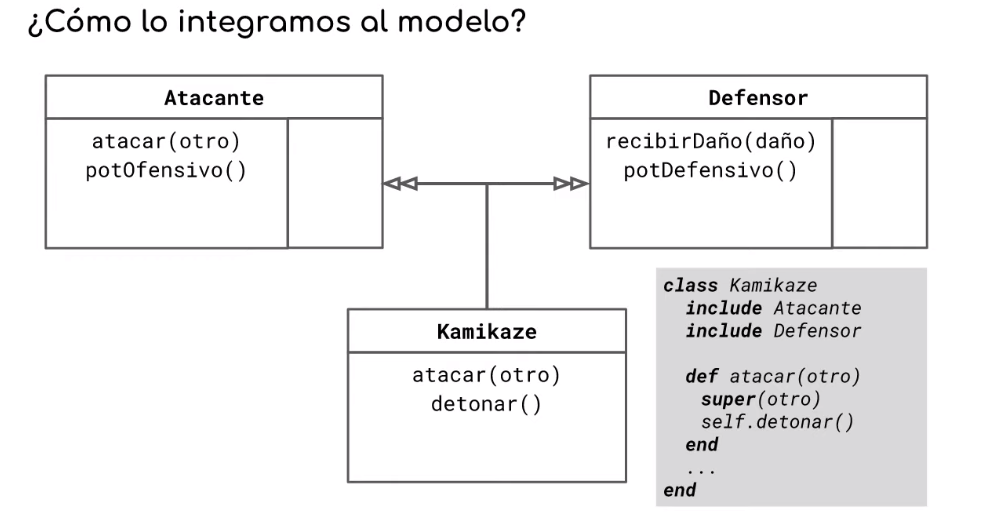 ¿Cómo lo integramos al modelo?
Atacante
atacar(otro)
potOfensivo()
Defensor
recibirDaño(daño)
potDefensivo()
Kamikaze
atacar(otro)
detonar()
class Kamikaze
include Atacante
include Defensor
def atacar(otro)
super(otro)
self.detonar()
end
...
end